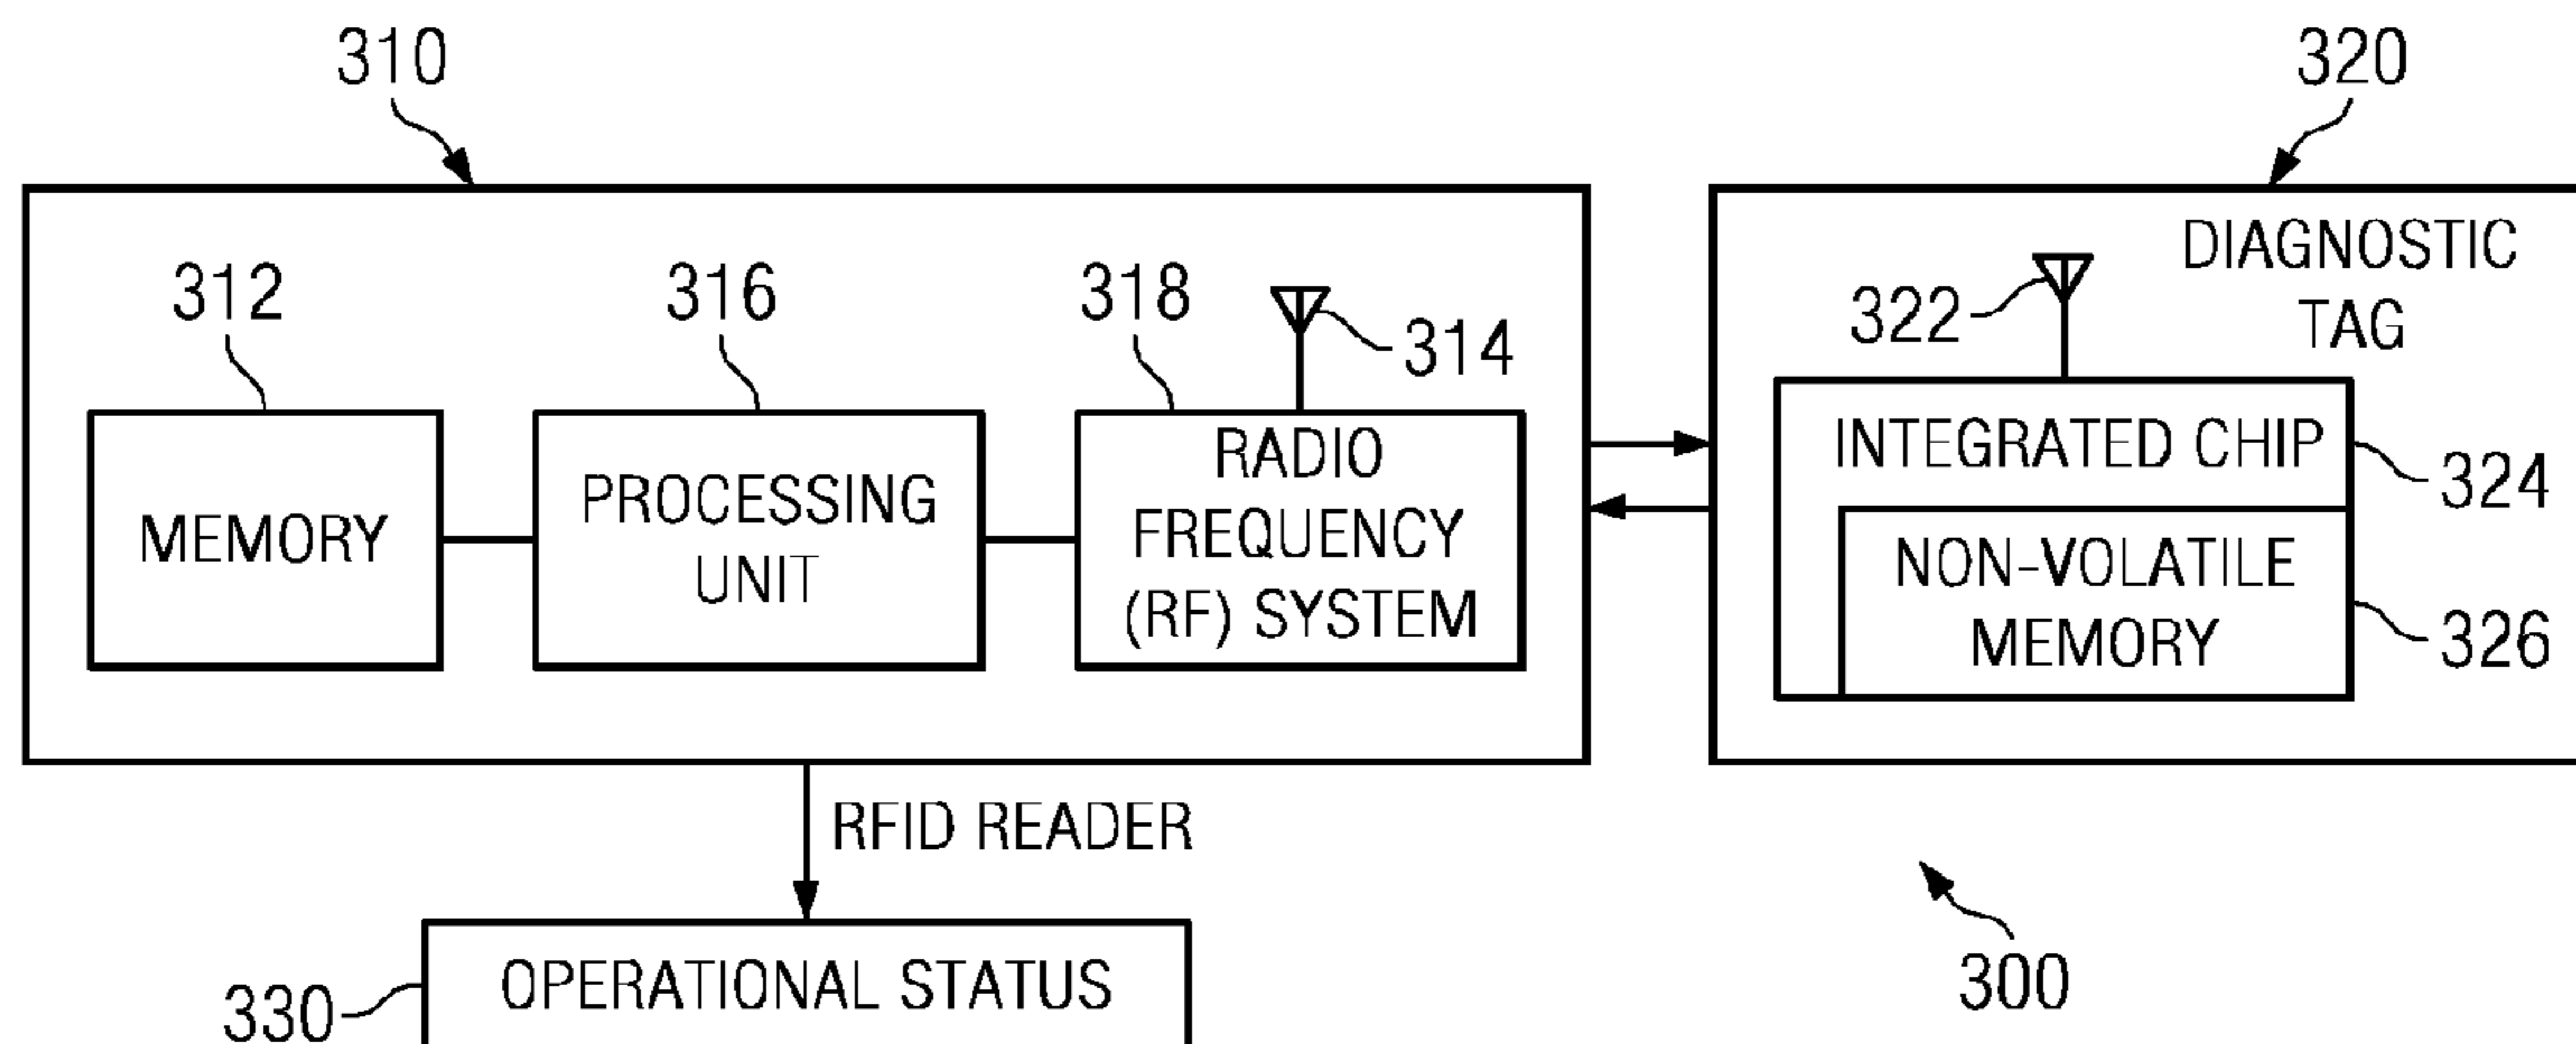 310
320
312
316
318
314
322
DIAGNOSTIC
TAG
MEMORY
PROCESSING
UNIT
RADIO
FREQUENCY
(RF) SYSTEM
INTEGRATED CHIP
324
NON-VOLATILE
MEMORY
326
RFID READER
OPERATIONAL STATUS
330
300